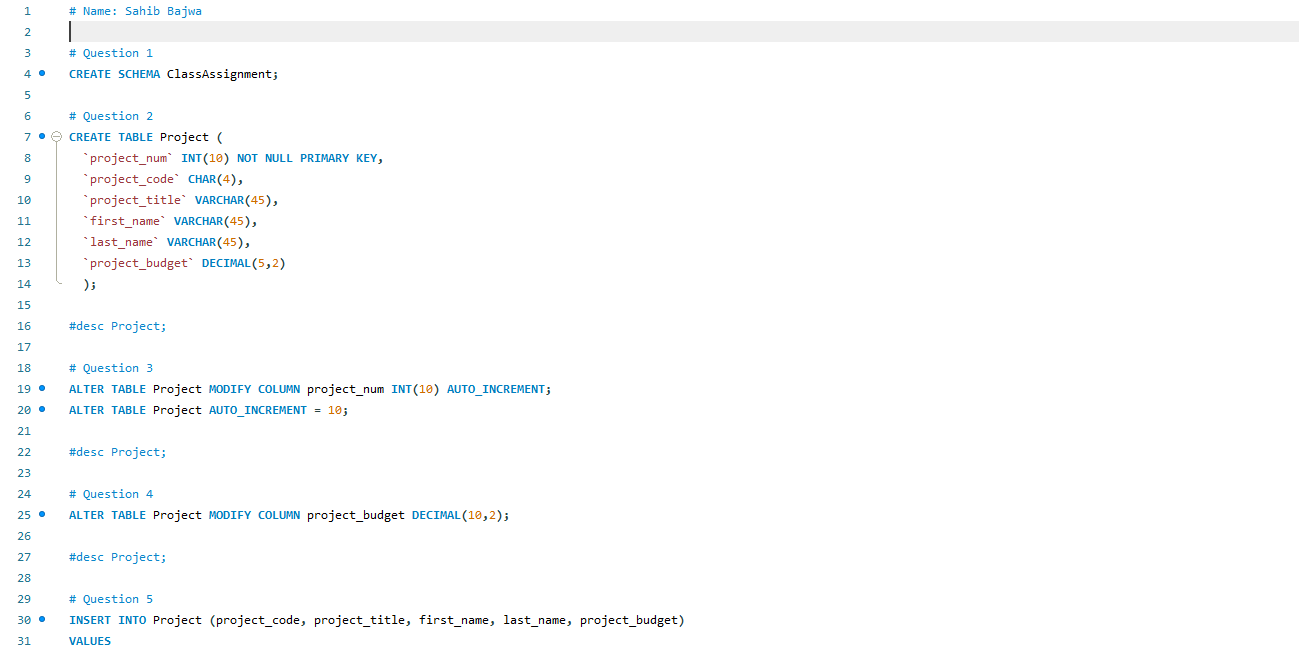 1 # Name: Sahib Bajwa
2
3 # Question 1
4 CREATE SCHEMA ClassAssignment;
5
6 # Question 2
7 CREATE TABLE Project (
8 `project_num` INT(10) NOT NULL PRIMARY KEY,
9 `project_code` CHAR(4),
10 `project_title` VARCHAR(45),
11 `first_name` VARCHAR(45),
12 `last_name` VARCHAR(45),
13 `project_budget` DECIMAL(5,2)
14 );
15
16 #desc Project;
17
18 # Question 3
19 ALTER TABLE Project MODIFY COLUMN project_num INT(10) AUTO_INCREMENT;
20 ALTER TABLE Project AUTO_INCREMENT = 10;
21
22 #desc Project;
23
24 # Question 4
25 ALTER TABLE Project MODIFY COLUMN project_budget DECIMAL(10,2);
26
27 #desc Project;
28
29 # Question 5
30 INSERT INTO Project (project_code, project_title, first_name, last_name, project_budget)
31 VALUES